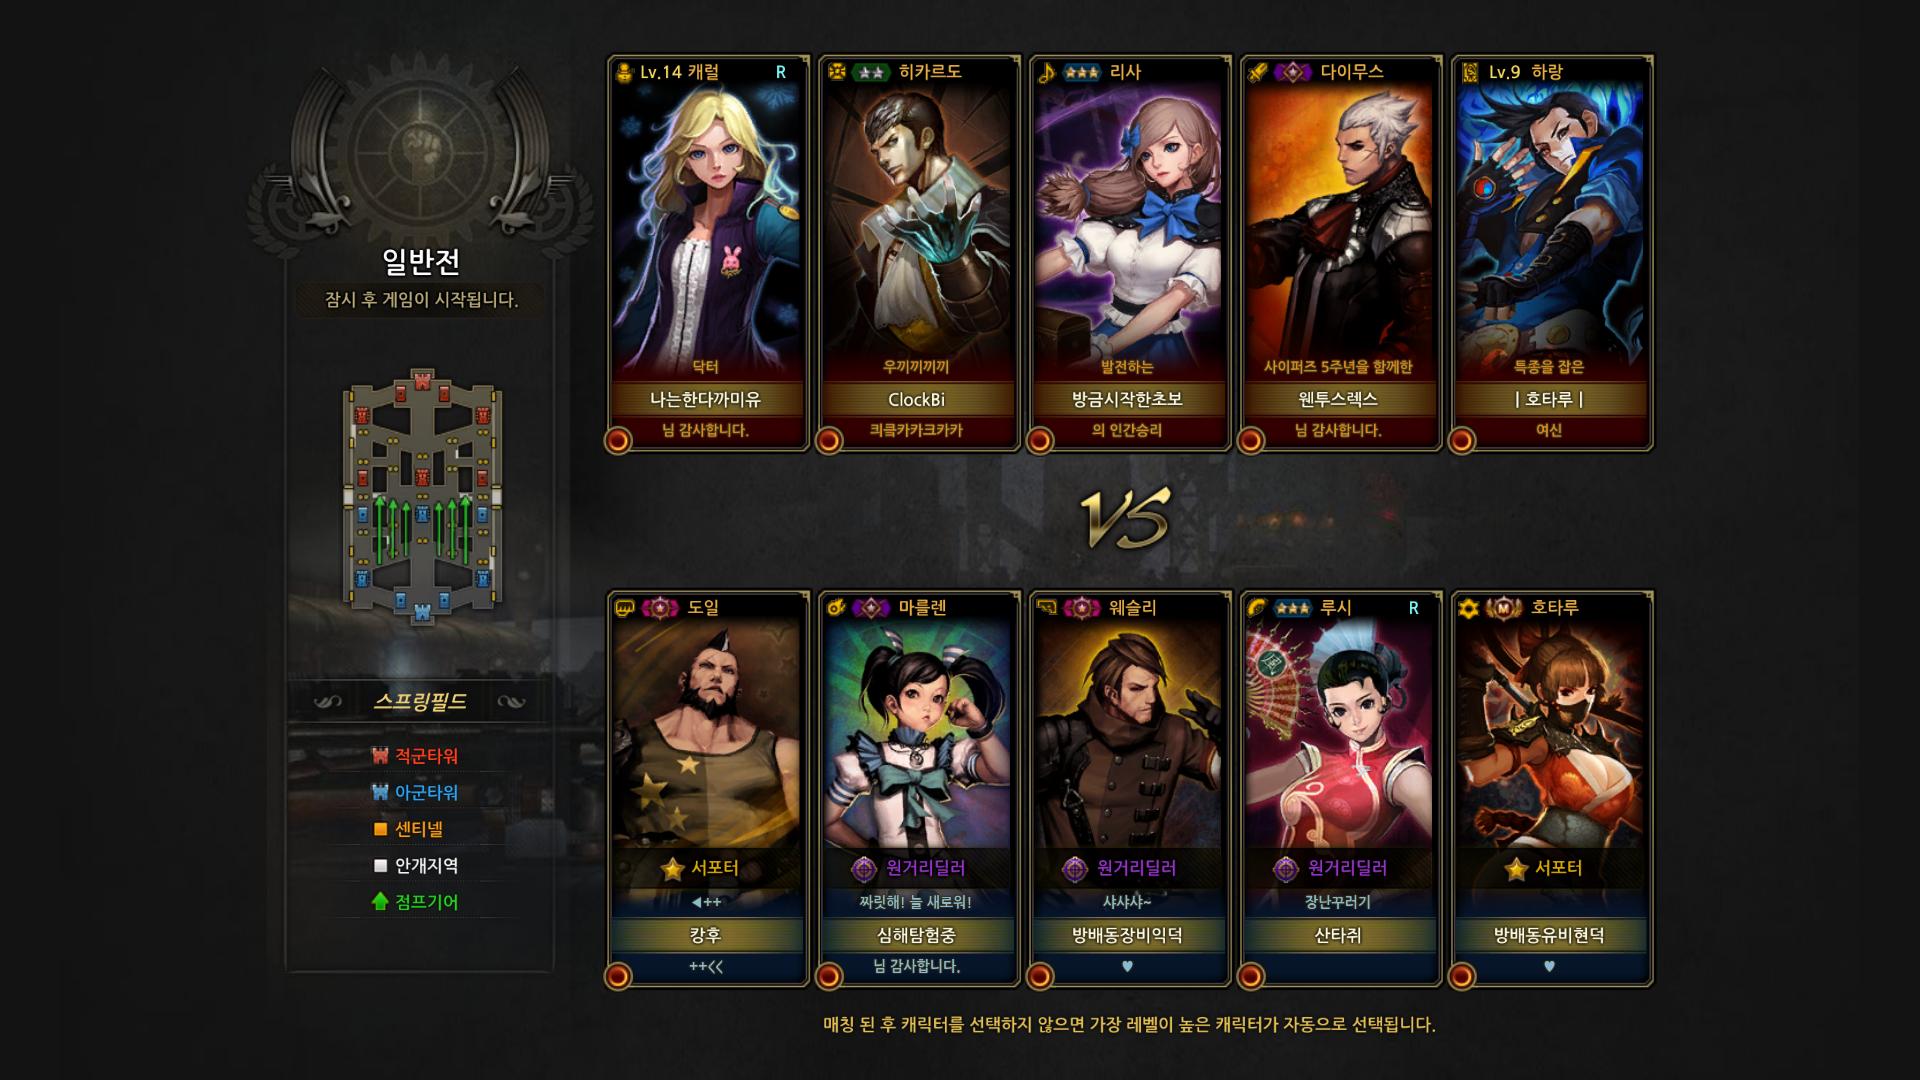 일반전
잠시 후 게임이 시작됩니다.
스프링필드
적군타워
아군타워
센티넬
안개지역
점프기어
Lv.14 캐럴 R
닥터
나는한다까미유
님 감사합니다.
히카르도
우끼끼끼끼
ClockBi
킈킄카카크카카
리사
발전하는
방금시작한초보
의 인간승리
다이무스
사이퍼즈 5주년을 함께한
웬투스렉스
님 감사합니다.
Lv.9 하랑
특종을 잡은
| 호타루 |
여신
VS
도일
서포터
◀++
캉후
++<<
마를렌
원거리딜러
짜릿해! 늘 새로워!
심해탐험중
님 감사합니다.
웨슬리
원거리딜러
샤샤샤~
방배동장비익덕
♥
루시 R
원거리딜러
장난꾸러기
산타쥐
M 호타루
서포터
방배동유비현덕
♥
매칭 된 후 캐릭터를 선택하지 않으면 가장 레벨이 높은 캐릭터가 자동으로 선택됩니다.